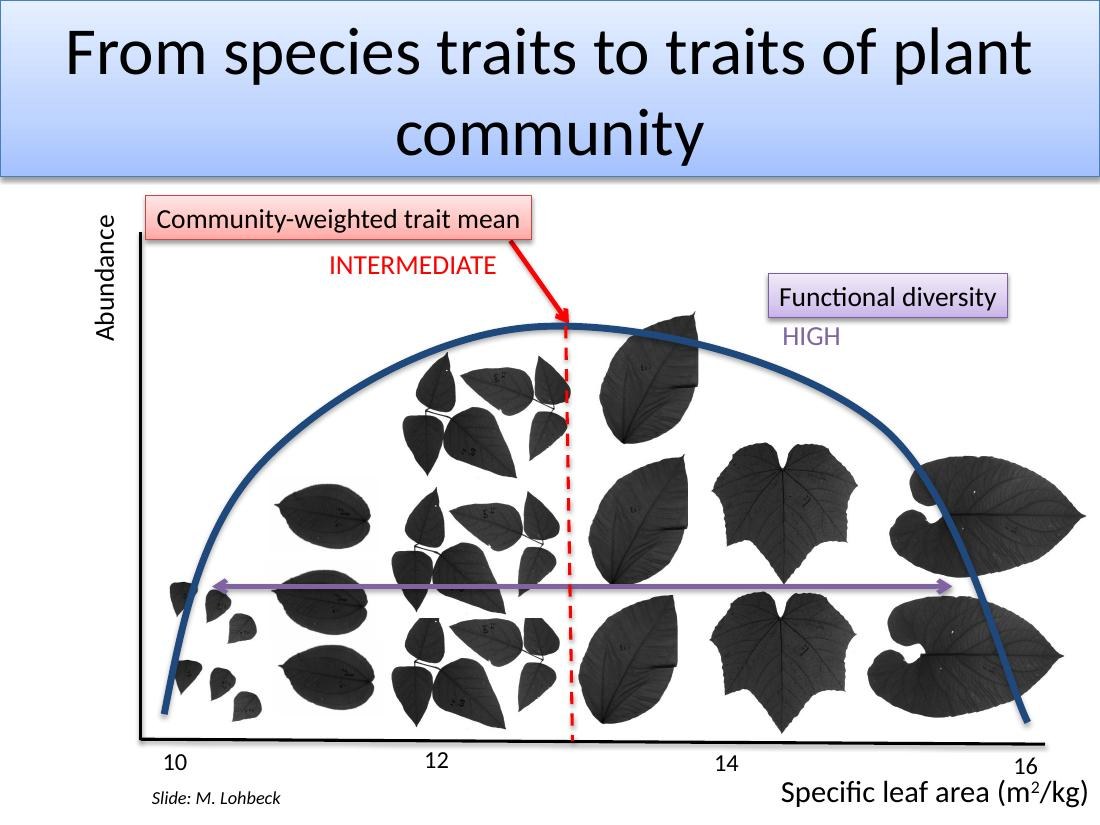 From species traits to traits of plant
community
Community-weighted trait mean
INTERMEDIATE
Abundance
Functional diversity
HIGH
10
12
14
16
Specific leaf area (m²/kg)
Slide: M. Lohbeck